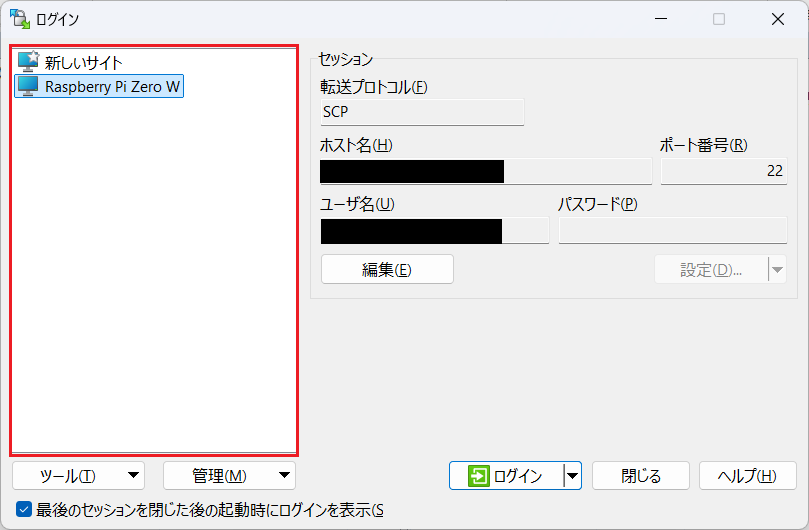 ログイン
新しいサイト
Raspberry Pi Zero W
セッション
転送プロトコル(F)
SCP
ホスト名(H) ポート番号(R)
22
ユーザ名(U) パスワード(P)
編集(E) 設定(D)...
ツール(T) 管理(M) ログイン 閉じる ヘルプ(H)
最後のセッションを閉じた後の起動時にログインを表示(S